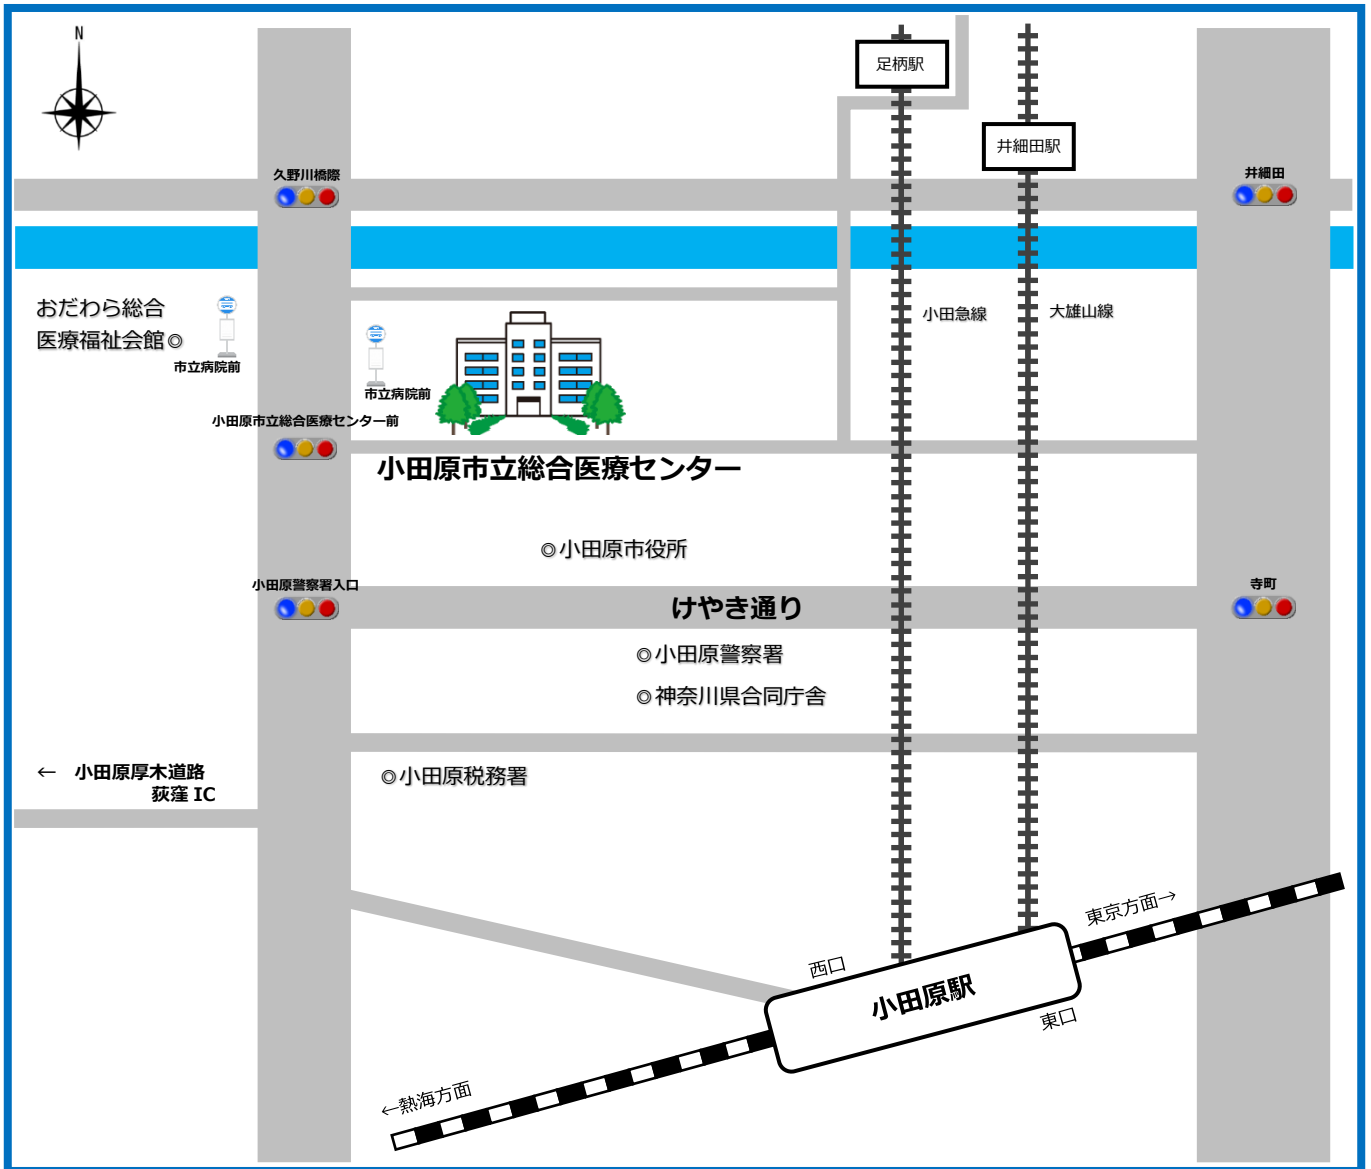 N
足柄駅
井細田駅
久野川橋際
井細田
おだわら総合
医療福祉会館◎
市立病院前
市立病院前
小田急線
大雄山線
小田原市立総合医療センター前
小田原市立総合医療センター
◎小田原市役所
小田原警察署入口
けやき通り
寺町
◎小田原警察署
◎神奈川県合同庁舎
← 小田原厚木道路
荻窪 IC
◎小田原税務署
東京方面→
西口
小田原駅
東口
←熱海方面